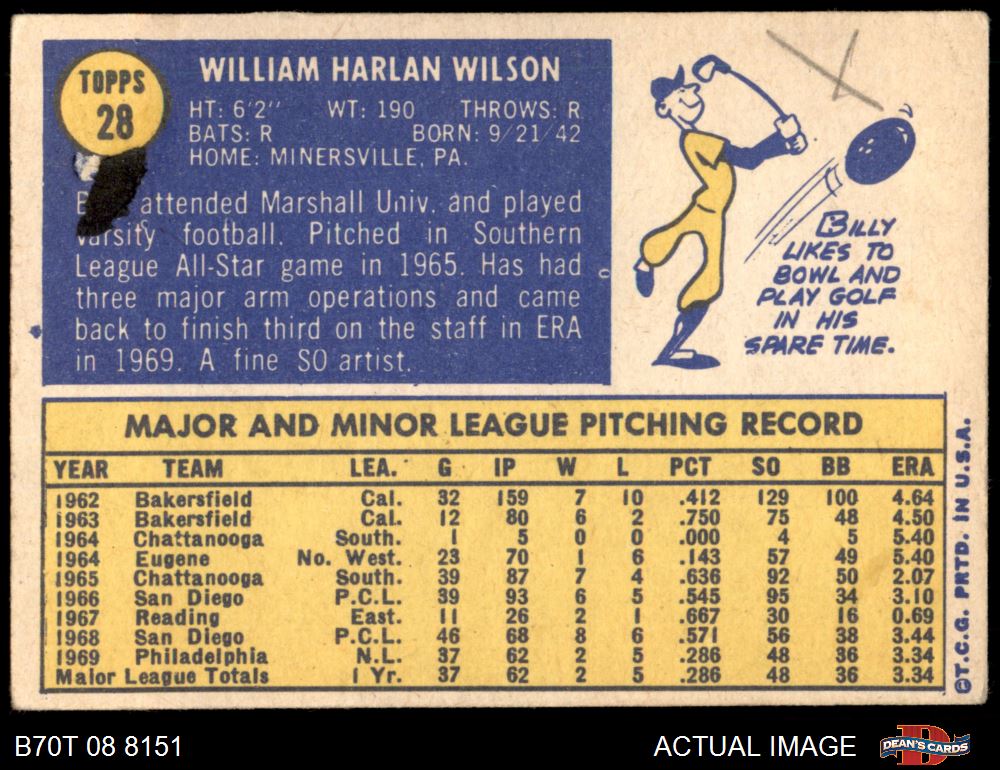 TOPPS
28
WILLIAM HARLAN WILSON
HT: 6'2" WT: 190 THROWS: R
BATS: R BORN: 9/21/42
HOME: MINERSVILLE, PA.
attended Marshall Univ. and played
varsity football. Pitched in Southern
League All-Star game in 1965. Has had
three major arm operations and came
back to finish third on the staff in ERA
in 1969. A fine SO artist.
BILLY
LIKES TO
BOWL AND
PLAY GOLF
IN HIS
SPARE TIME.
MAJOR AND MINOR LEAGUE PITCHING RECORD
YEAR TEAM LEA. G IP W L PCT SO BB ERA
1962 Bakersfield Cal. 32 159 7 10 .412 129 100 4.64
1963 Bakersfield Cal. 12 80 6 2 .750 75 48 4.50
1964 Chattanooga South. 1 5 0 0 .000 4 5 5.40
1964 Eugene No. West. 23 70 1 6 .143 57 49 5.40
1965 Chattanooga South. 39 87 7 4 .636 92 50 2.07
1966 San Diego P.C.L. 39 93 6 5 .545 95 34 3.10
1967 Reading East. 11 26 2 1 .667 30 16 0.69
1968 San Diego P.C.L. 46 68 8 6 .571 56 38 3.44
1969 Philadelphia N.L. 37 62 2 5 .286 48 36 3.34
Major League Totals 1 Yr. 37 62 2 5 .286 48 36 3.34
©T.C.G. PRTD. IN U.S.A.
B70T 08 8151
ACTUAL IMAGE
DEAN'S CARDS